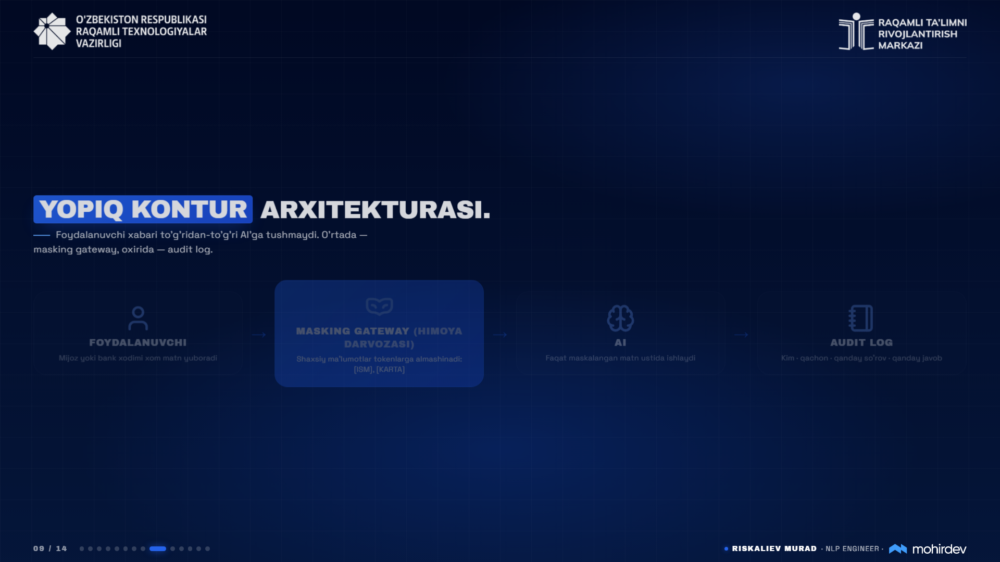 O'ZBEKISTON RESPUBLIKASI
RAQAMLI TEXNOLOGIYALAR
VAZIRLIGI
RAQAMLI TA'LIMNI
RIVOJLANTIRISH
MARKAZI
YOPIQ KONTUR ARXITEKTURASI.
Foydalanuvchi xabari to'g'ridan-to'g'ri AI'ga tushmaydi. O'rtada —
masking gateway, oxirida — audit log.
FOYDALANUVCHI
Mijoz yoki bank xodimi xom matn yuboradi
→
MASKING GATEWAY (HIMOYA
DARVOZASI)
Shaxsiy ma'lumotlar tokenlarga almashinadi:
[ISM], [KARTA]
→
AI
Faqat maskalangan matn ustida ishlaydi
→
AUDIT LOG
Kim · qachon · qanday so'rov · qanday javob
09 / 14
RISKALIEV MURAD · NLP ENGINEER · mohirdev